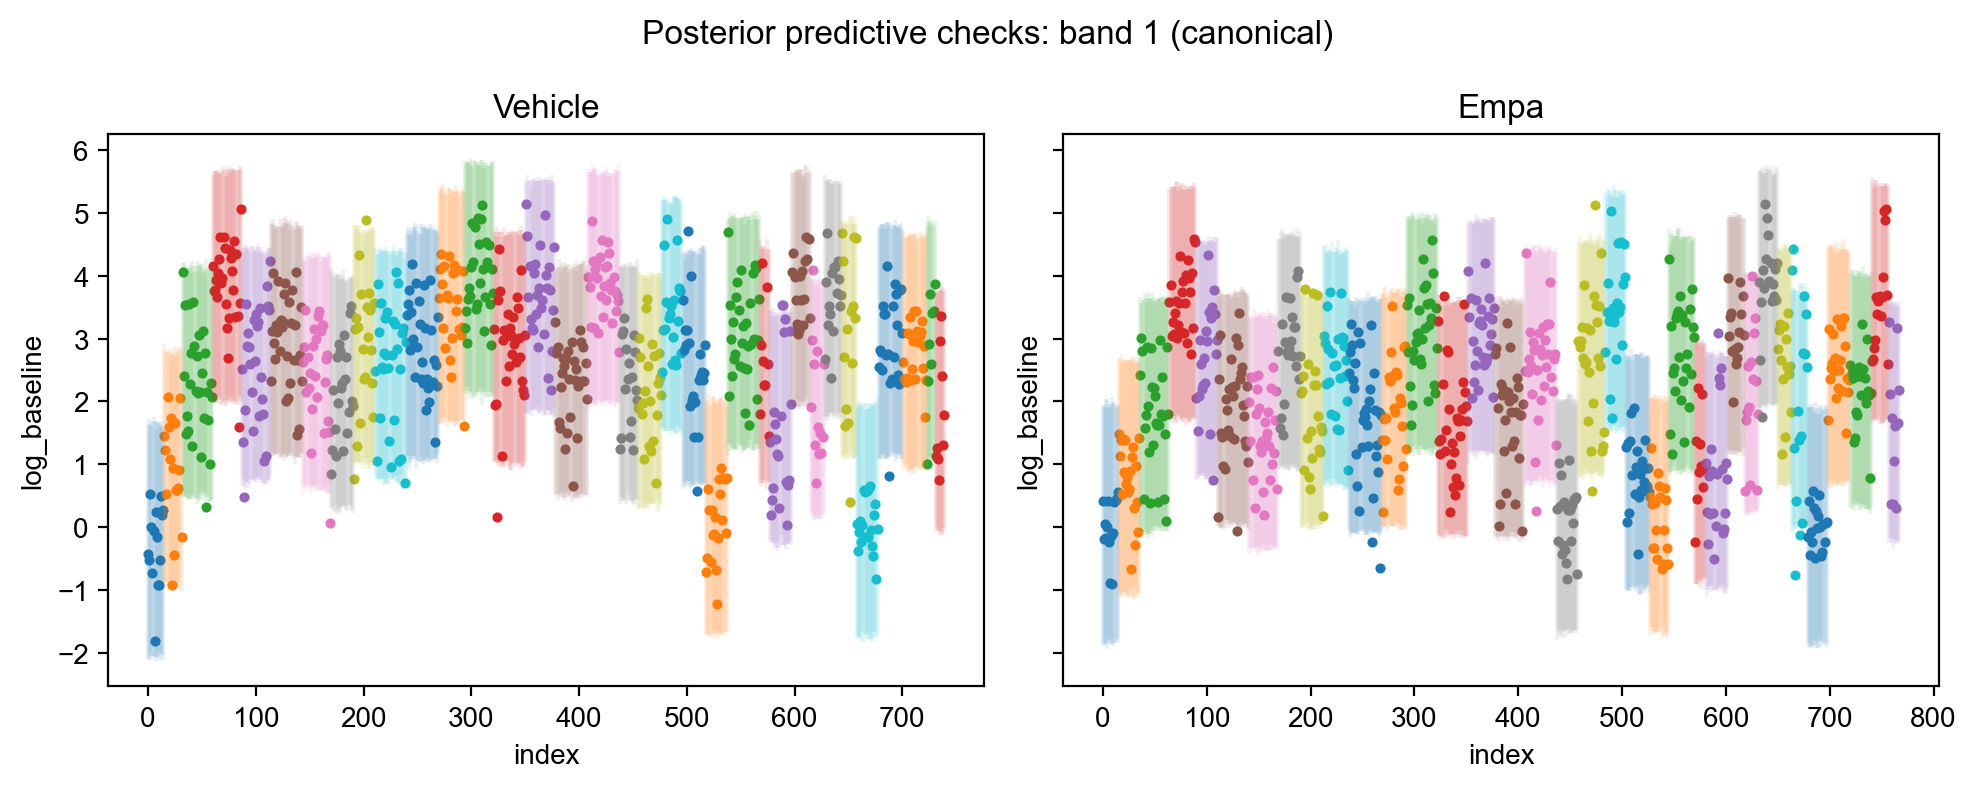 Posterior predictive checks: band 1 (canonical)
Vehicle
Empa
6
5
4
3
2
1
0
−1
−2
log_baseline
log_baseline
0 100 200 300 400 500 600 700
0 100 200 300 400 500 600 700 800
index
index